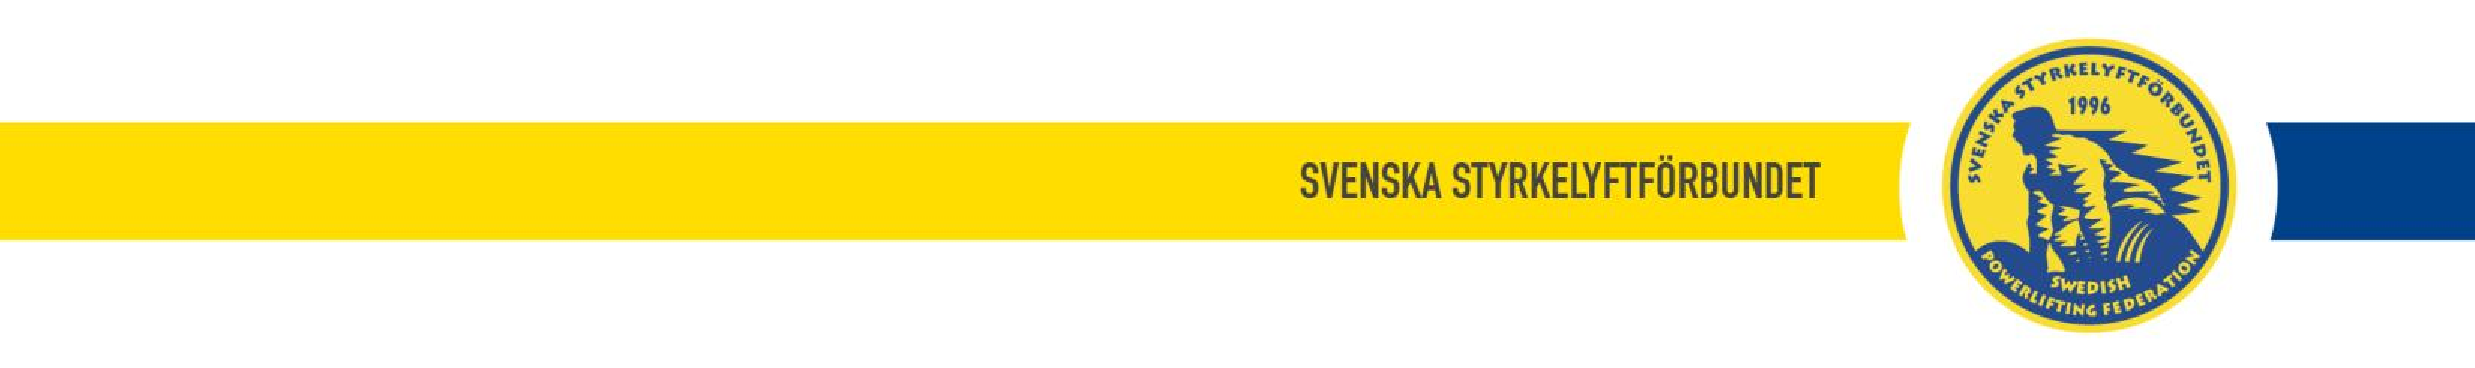 SVENSKA STYRKELYFTFÖRBUNDET
SVENSKA STYRKELYFTFÖRBUNDET
1996
SWEDISH
POWERLIFTING FEDERATION